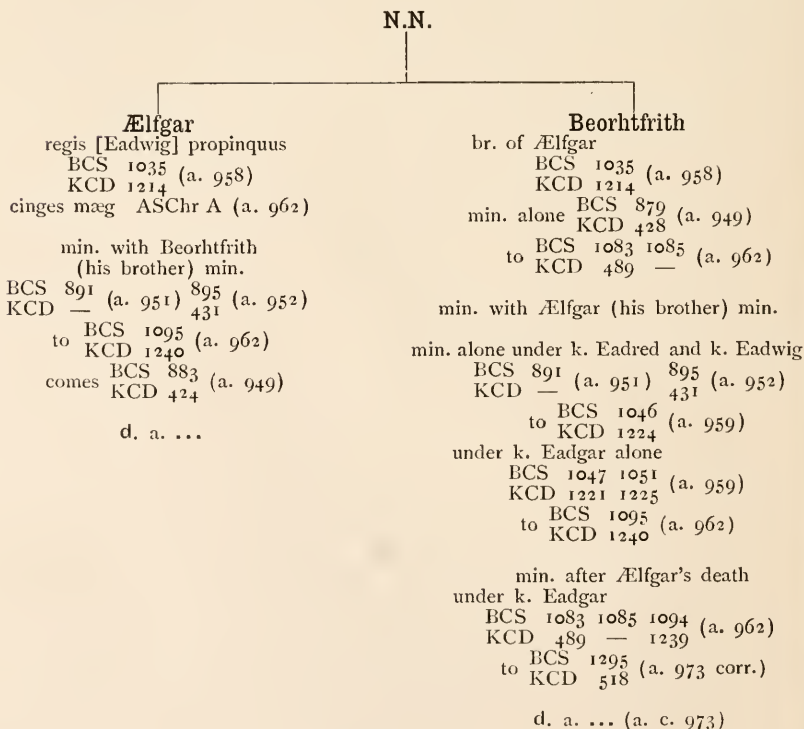 N.N.
Ælfgar
regis [Eadwig] propinquus
BCS 1035
KCD 1214 (a. 958)
cinges mæg ASChr A (a. 962)
min. with Beorhtfrith
(his brother) min.
BCS 891 (a. 951) 895 (a. 952)
KCD — 431
to BCS 1095 (a. 962)
KCD 1240
comes BCS 883 (a. 949)
KCD 424
d. a. ...
Beorhtfrith
br. of Ælfgar
BCS 1035
KCD 1214 (a. 958)
min. alone BCS 879 (a. 949)
KCD 428
to BCS 1083 1085 (a. 962)
KCD 489 —
min. with Ælfgar (his brother) min.
min. alone under k. Eadred and k. Eadwig
BCS 891 (a. 951) 895 (a. 952)
KCD — 431
to BCS 1046 (a. 959)
KCD 1224
under k. Eadgar alone
BCS 1047 1051 (a. 959)
KCD 1221 1225
to BCS 1095 (a. 962)
KCD 1240
min. after Ælfgar's death
under k. Eadgar
BCS 1083 1085 1094 (a. 962)
KCD 489 — 1239
to BCS 1295 (a. 973 corr.)
KCD 518
d. a. ... (a. c. 973)